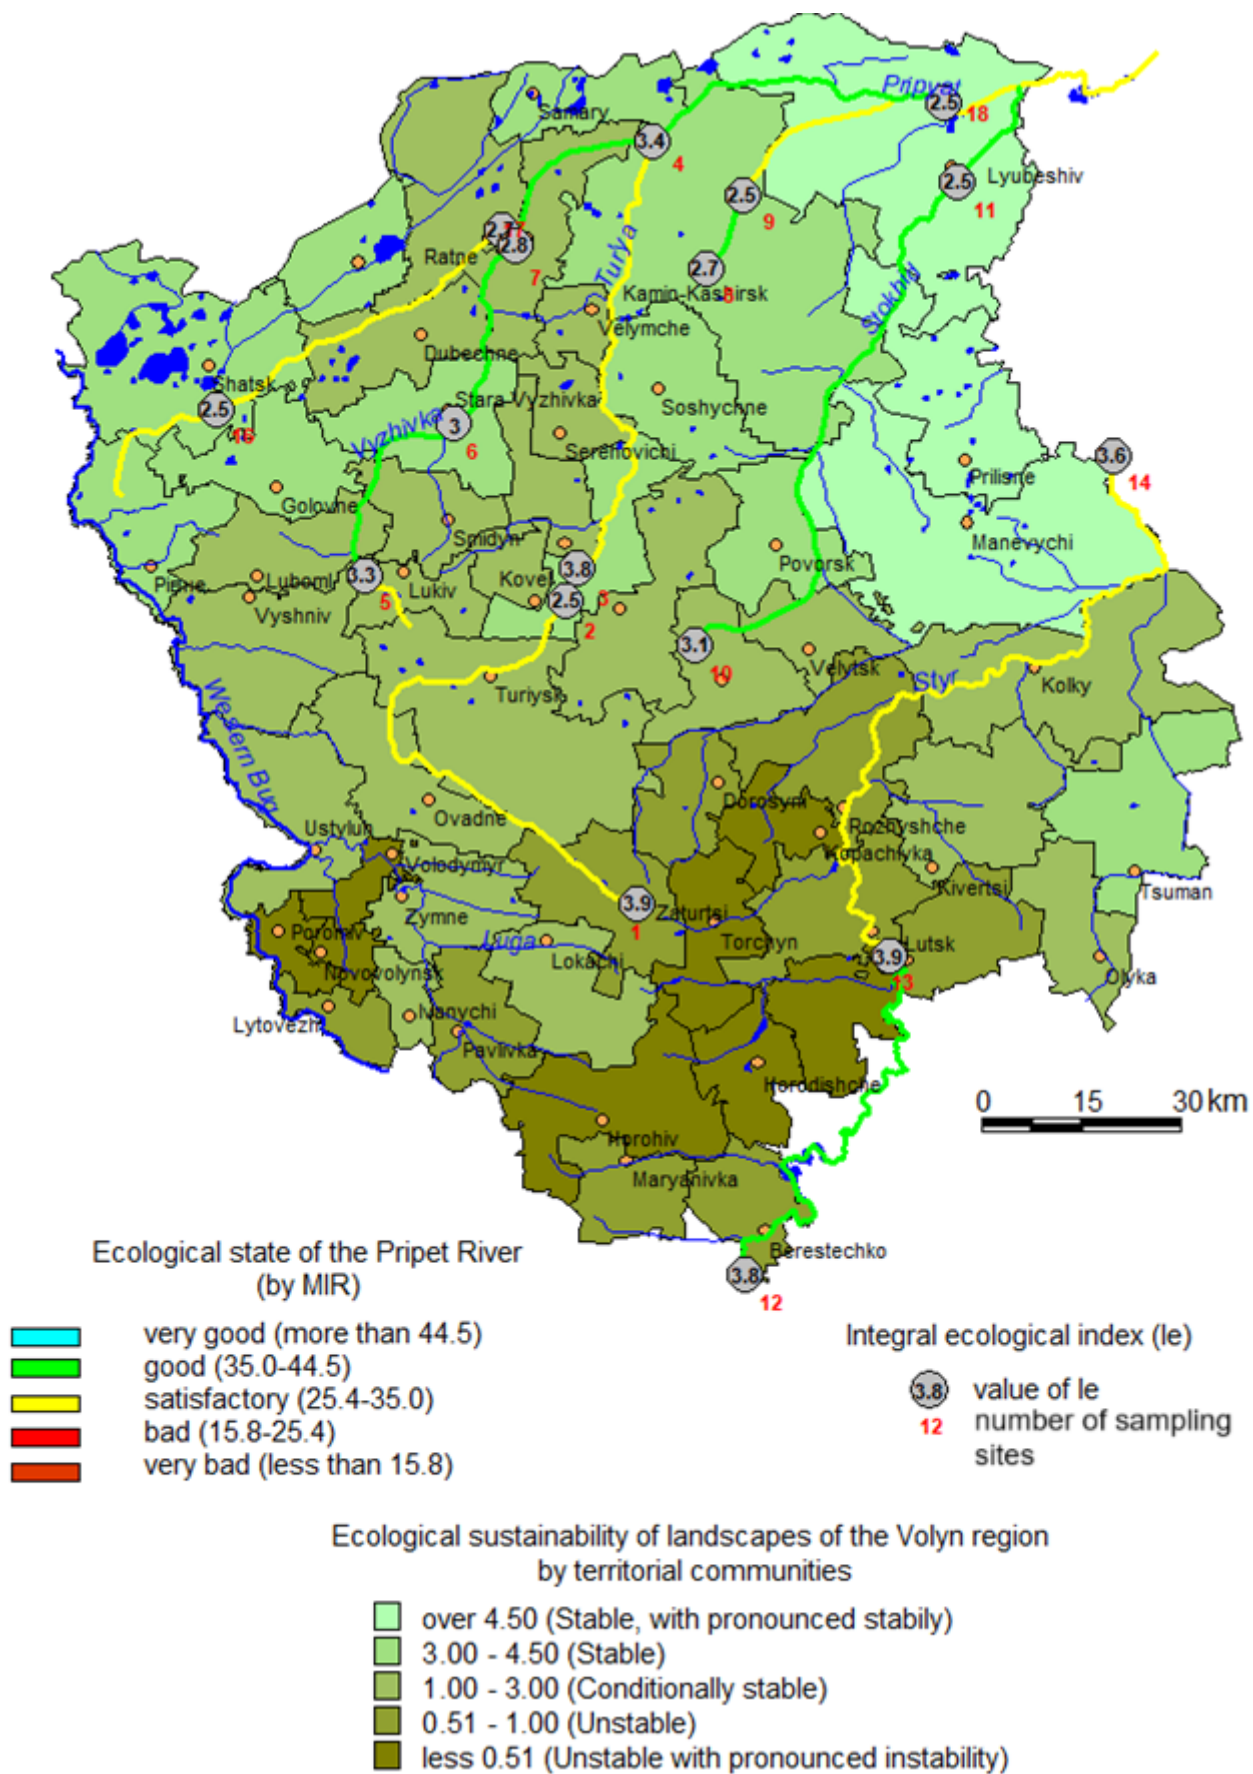 Pripyat
2.5
18
Samary
3.4
4
2.5
9
Lyubeshiv
2.5
11
Turiya
Ratne
2.8
7
2.7
Kamin-Kashirsk
Stokhid
Velymche
Dubechne
Shatsk
2.5
Stara Vyzhivka
Soshychne
Vyzhivka
3
6
Serehovichi
3.6
14
Prilisne
Golovne
Smidyn
Manevychi
Povorsk
Luboml
3.3
5
Lukiv
Kovel
3.8
3
2.5
2
Vyshniv
3.1
10
Velytsk
Turiysk
Styr
Kolky
Western Bug
Dorosyni
Ovadne
Rozhyshche
Ustyluh
Kopachivka
Volodymyr
Kivertsi
Tsuman
Zymne
3.9
1
Zaturtsi
Poromiv
Luga
Lokachi
Torchyn
Lutsk
3.9
13
Novovolynsk
Olyka
Lytovezh
Ivanychi
Pavlivka
Horodishche
0 15 30 km
Horohiv
Maryanivka
Berestechko
3.8
12
Ecological state of the Pripet River
(by MIR)
very good (more than 44.5)
good (35.0-44.5)
satisfactory (25.4-35.0)
bad (15.8-25.4)
very bad (less than 15.8)
Integral ecological index (Ie)
3.8 value of Ie
12 number of sampling
sites
Ecological sustainability of landscapes of the Volyn region
by territorial communities
over 4.50 (Stable, with pronounced stabily)
3.00 - 4.50 (Stable)
1.00 - 3.00 (Conditionally stable)
0.51 - 1.00 (Unstable)
less 0.51 (Unstable with pronounced instability)